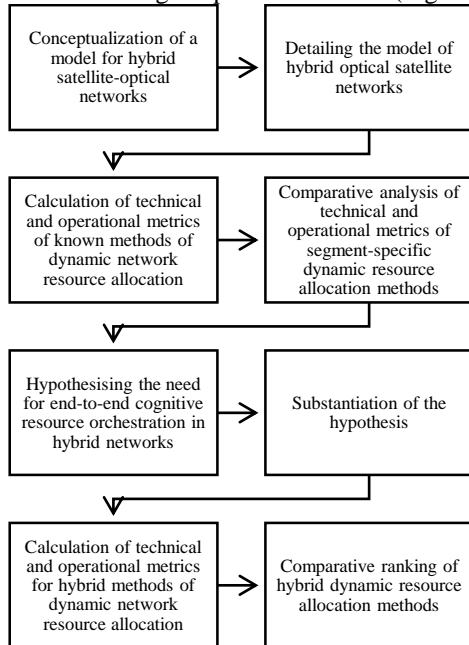 Conceptualization of a
model for hybrid
satellite-optical
networks
Detailing the model of
hybrid optical satellite
networks
Calculation of technical
and operational metrics
of known methods of
dynamic network
resource allocation
Comparative analysis of
technical and
operational metrics of
segment-specific
dynamic resource
allocation methods
Hypothesising the need
for end-to-end cognitive
resource orchestration in
hybrid networks
Substantiation of the
hypothesis
Calculation of technical
and operational metrics
for hybrid methods of
dynamic network
resource allocation
Comparative ranking of
hybrid dynamic resource
allocation methods